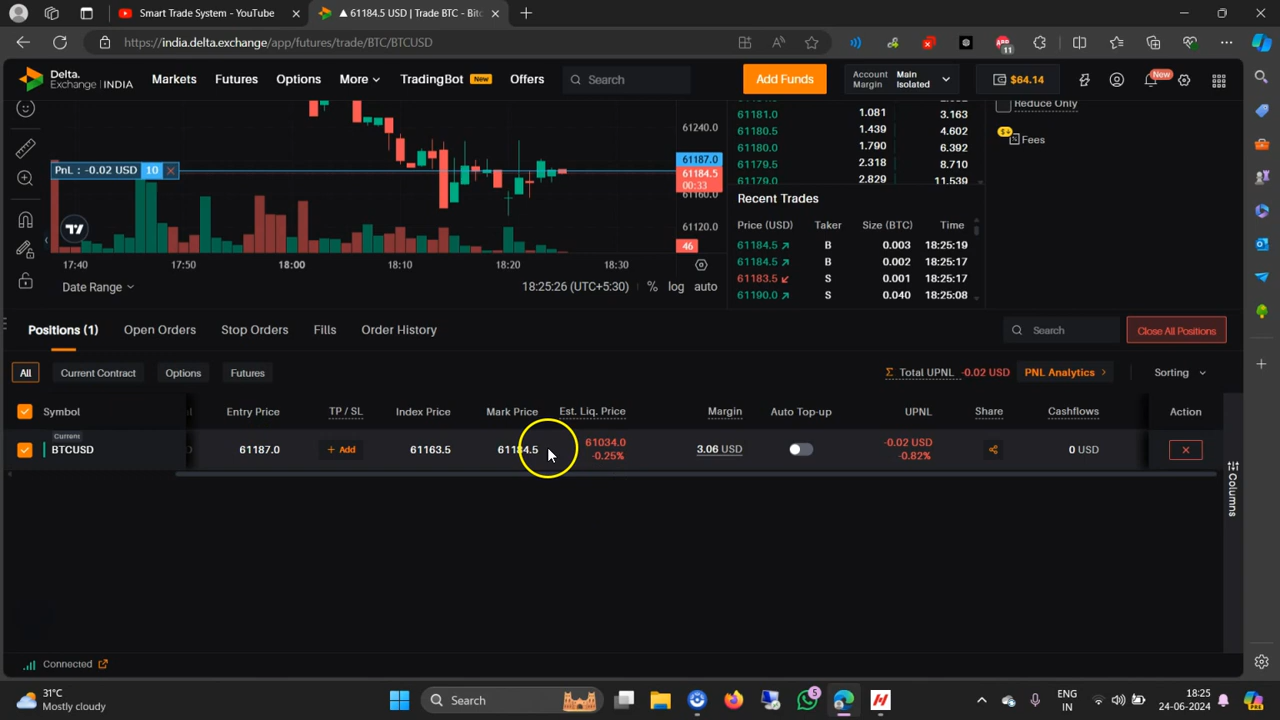 Smart Trade System - YouTube
▲ 61184.5 USD | Trade BTC - Bitc
https://india.delta.exchange/app/futures/trade/BTC/BTCUSD
11
Delta.
Exchange INDIA
Markets
Futures
Options
More
TradingBot New
Offers
Search
Add Funds
Account Main
Margin Isolated
$64.14
New
61240.0
61187.0
61184.5
00:33
61160.0
61120.0
46
PnL : -0.02 USD 10
17:40
17:50
18:00
18:10
18:20
18:30
Date Range
18:25:26 (UTC+5:30)
%
log
auto
61181.0 1.081 3.163
61180.5 1.439 4.602
61180.0 1.790 6.392
61179.5 2.318 8.710
61179.0 2.829 11.539
Recent Trades
Price (USD) Taker Size (BTC) Time
61184.5 B 0.003 18:25:19
61184.5 B 0.002 18:25:17
61183.5 S 0.001 18:25:17
61190.0 S 0.040 18:25:08
Reduce Only
Fees
Positions (1)
Open Orders
Stop Orders
Fills
Order History
Search
Close All Positions
All
Current Contract
Options
Futures
Σ Total UPNL -0.02 USD
PNL Analytics
Sorting
Symbol
Entry Price
TP / SL
Index Price
Mark Price
Est. Liq. Price
Margin
Auto Top-up
UPNL
Share
Cashflows
Action
Current
BTCUSD
61187.0
+ Add
61163.5
61184.5
61034.0
-0.25%
3.06 USD
-0.02 USD
-0.82%
0 USD
Columns
Connected
31°C
Mostly cloudy
Search
5
ENG
IN
18:25
24-06-2024